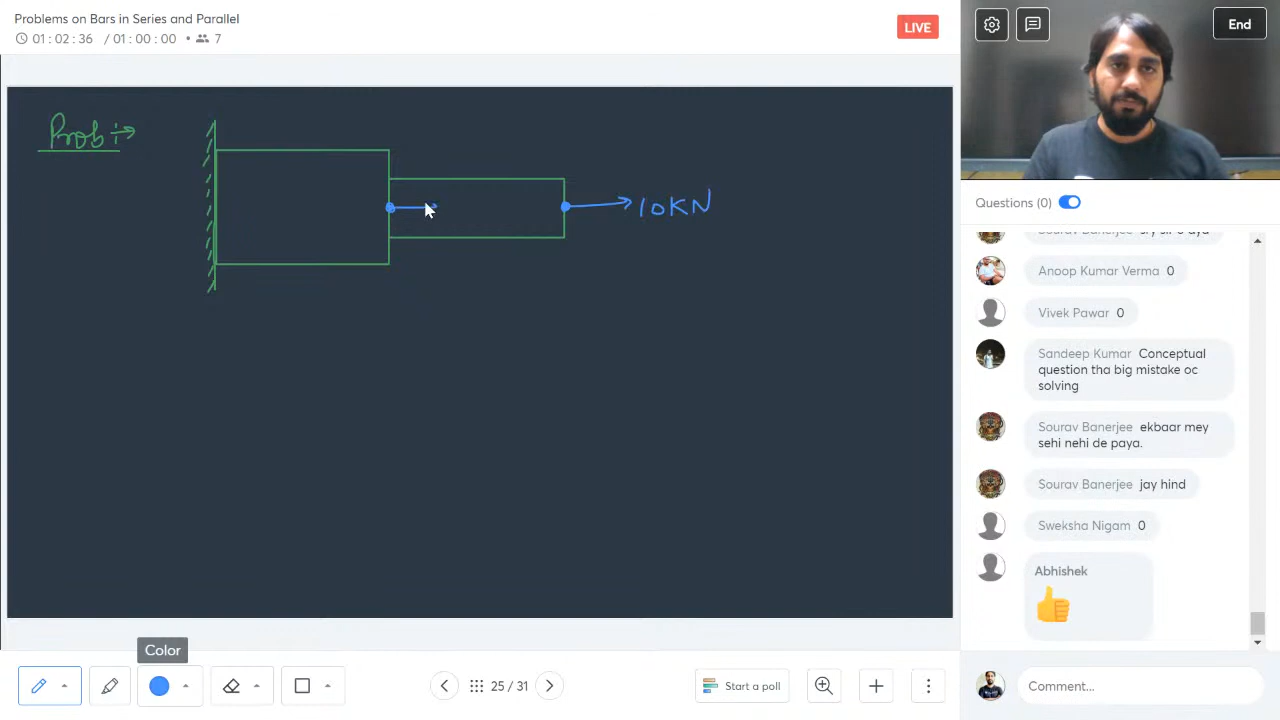 Problems on Bars in Series and Parallel
01 : 02 : 36 / 01 : 00 : 00 • 7
LIVE
End
Prob :→
10KN
Questions (0)
Anoop Kumar Verma 0
Vivek Pawar 0
Sandeep Kumar Conceptual
question tha big mistake oc
solving
Sourav Banerjee ekbaar mey
sehi nehi de paya.
Sourav Banerjee jay hind
Sweksha Nigam 0
Abhishek
Color
25 / 31
Start a poll
Comment...